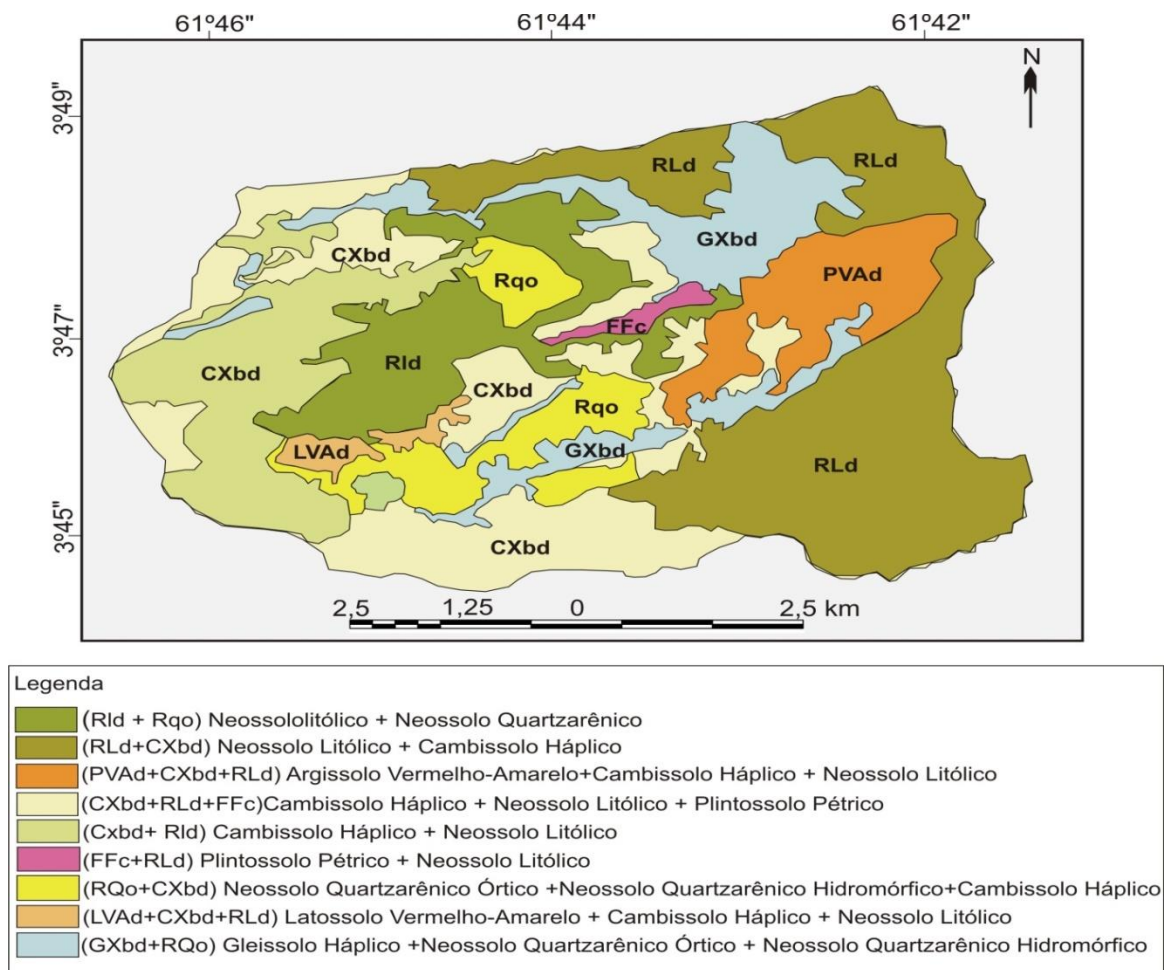 61º46" 61º44" 61º42"
N
3º49"
RLd
RLd
GXbd
CXbd
Rqo
PVAd
3º47"
FFc
Rld
CXbd
CXbd
Rqo
LVAd
GXbd
RLd
3º45"
CXbd
2,5 1,25 0 2,5 km
Legenda
(Rld + Rqo) Neossololitólico + Neossolo Quartzarênico
(RLd+CXbd) Neossolo Litólico + Cambissolo Háplico
(PVAd+CXbd+RLd) Argissolo Vermelho-Amarelo+Cambissolo Háplico + Neossolo Litólico
(CXbd+RLd+FFc)Cambissolo Háplico + Neossolo Litólico + Plintossolo Pétrico
(Cxbd+ Rld) Cambissolo Háplico + Neossolo Litólico
(FFc+RLd) Plintossolo Pétrico + Neossolo Litólico
(RQo+CXbd) Neossolo Quartzarênico Órtico +Neossolo Quartzarênico Hidromórfico+Cambissolo Háplico
(LVAd+CXbd+RLd) Latossolo Vermelho-Amarelo + Cambissolo Háplico + Neossolo Litólico
(GXbd+RQo) Gleissolo Háplico +Neossolo Quartzarênico Órtico + Neossolo Quartzarênico Hidromórfico